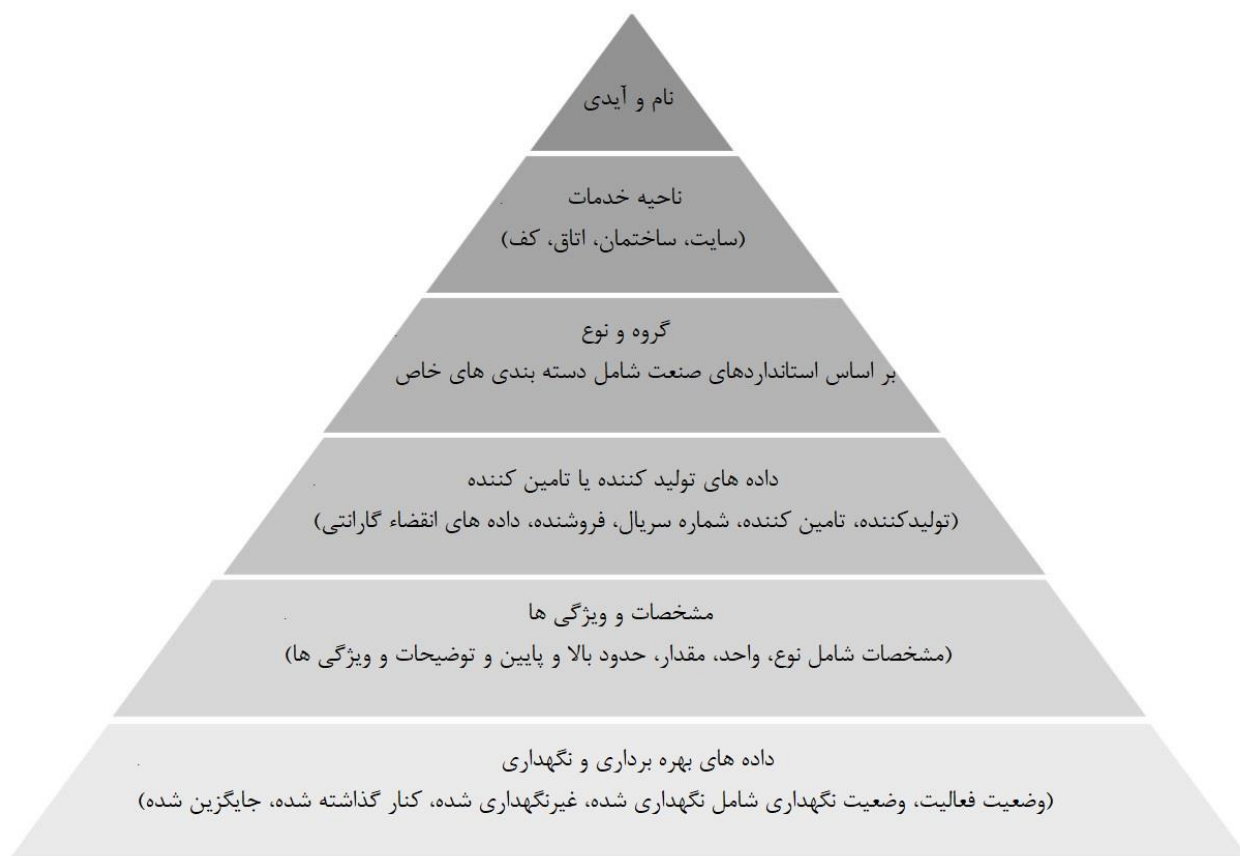 نام و آیدی
ناحیه خدمات
(سایت، ساختمان، اتاق، کف)
گروه و نوع
بر اساس استانداردهای صنعت شامل دسته بندی های خاص
داده های تولید کننده یا تامین کننده
(تولیدکننده، تامین کننده، شماره سریال، فروشنده، داده های انقضاء گارانتی)
مشخصات و ویژگی ها
(مشخصات شامل نوع، واحد، مقدار، حدود بالا و پایین و توضیحات و ویژگی ها)
داده های بهره برداری و نگهداری
(وضعیت فعالیت، وضعیت نگهداری شامل نگهداری شده، غیرنگهداری شده، کنار گذاشته شده، جایگزین شده)